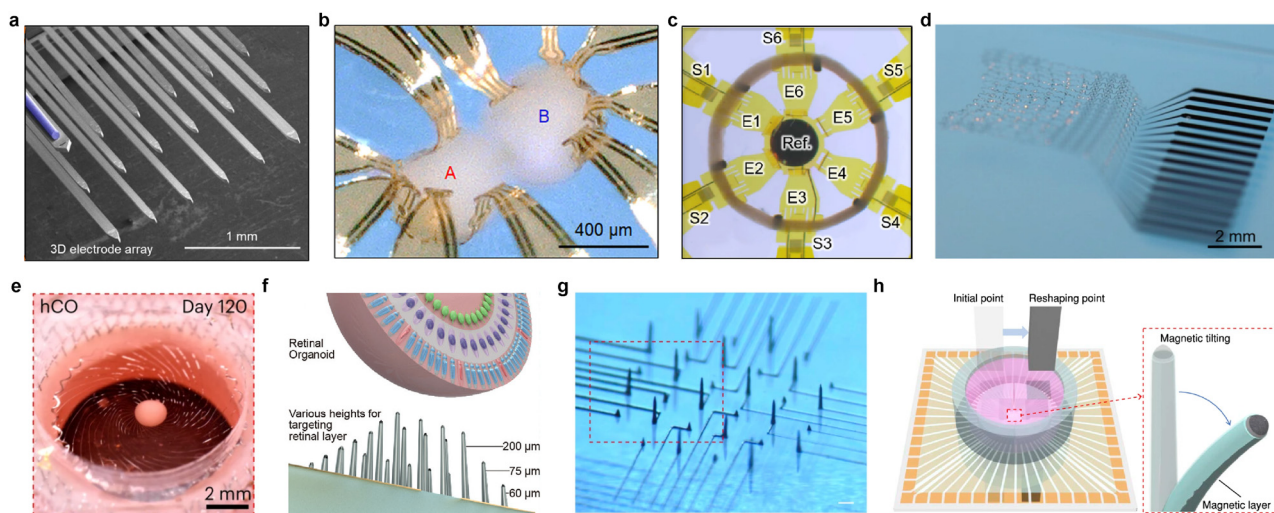 a
3D electrode array
1 mm
b
A
B
400 µm
c
S6
S1
S5
E6
E1
E5
Ref.
E2
E4
E3
S2
S4
S3
d
2 mm
e
hCO Day 120
2 mm
f
Retinal
Organoid
Various heights for
targeting
retinal layer
200 µm
75 µm
60 µm
g
h
Initial point
Reshaping point
Magnetic tilting
Magnetic layer